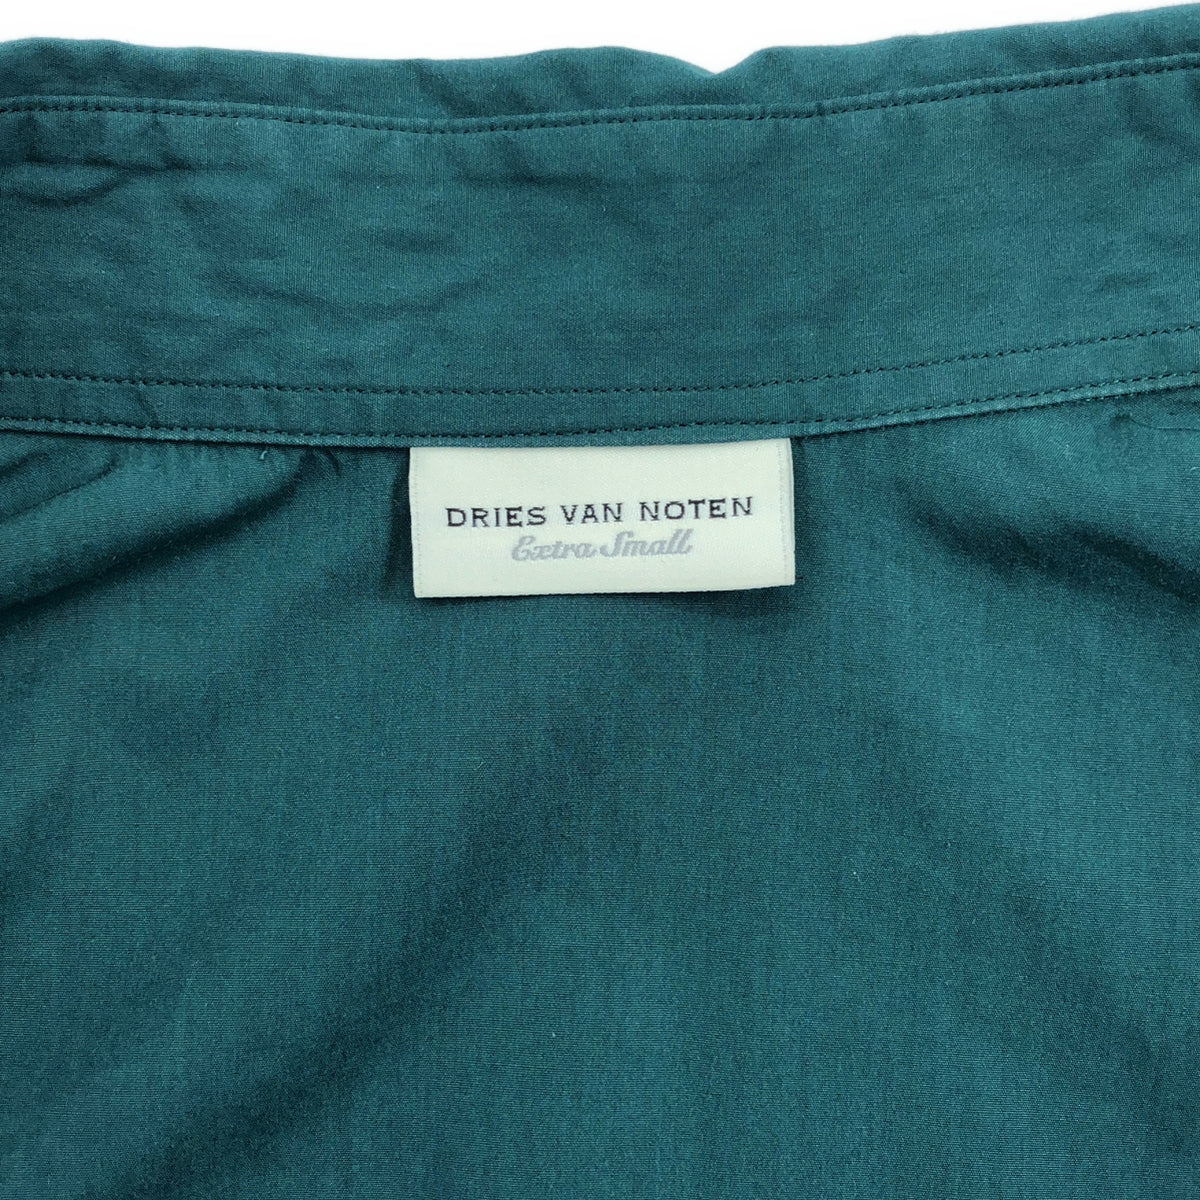 DRIES VAN NOTEN
Extra Small